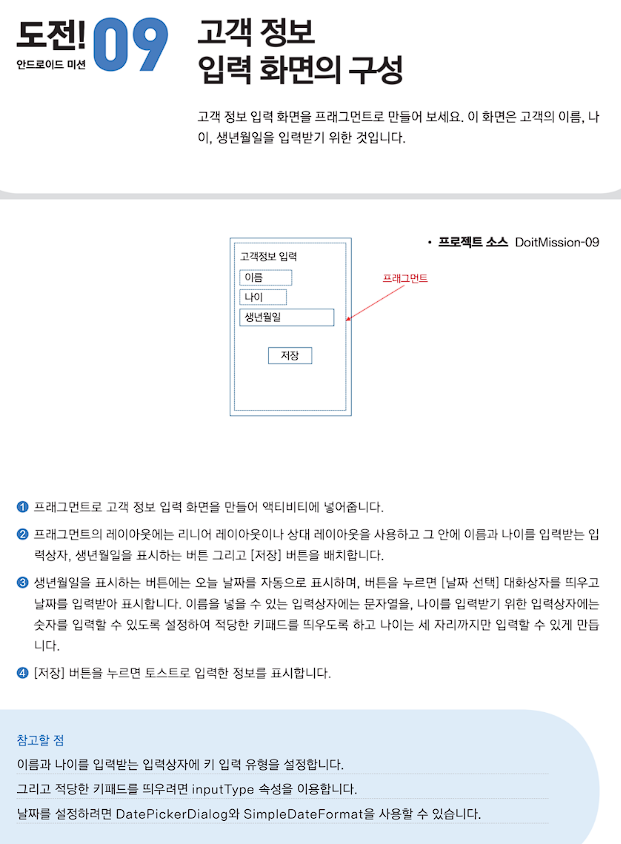 도전! 09
안드로이드 미션
고객 정보
입력 화면의 구성
고객 정보 입력 화면을 프래그먼트로 만들어 보세요. 이 화면은 고객의 이름, 나
이, 생년월일을 입력받기 위한 것입니다.
• 프로젝트 소스 DoitMission-09
고객정보 입력
이름
나이
생년월일
저장
프래그먼트
1 프래그먼트로 고객 정보 입력 화면을 만들어 액티비티에 넣어줍니다.
2 프래그먼트의 레이아웃에는 리니어 레이아웃이나 상대 레이아웃을 사용하고 그 안에 이름과 나이를 입력받는 입
력상자, 생년월일을 표시하는 버튼 그리고 [저장] 버튼을 배치합니다.
3 생년월일을 표시하는 버튼에는 오늘 날짜를 자동으로 표시하며, 버튼을 누르면 [날짜 선택] 대화상자를 띄우고
날짜를 입력받아 표시합니다. 이름을 넣을 수 있는 입력상자에는 문자열을, 나이를 입력받기 위한 입력상자에는
숫자를 입력할 수 있도록 설정하여 적당한 키패드를 띄우도록 하고 나이는 세 자리까지만 입력할 수 있게 만듭
니다.
4 [저장] 버튼을 누르면 토스트로 입력한 정보를 표시합니다.
참고할 점
이름과 나이를 입력받는 입력상자에 키 입력 유형을 설정합니다.
그리고 적당한 키패드를 띄우려면 inputType 속성을 이용합니다.
날짜를 설정하려면 DatePickerDialog와 SimpleDateFormat을 사용할 수 있습니다.